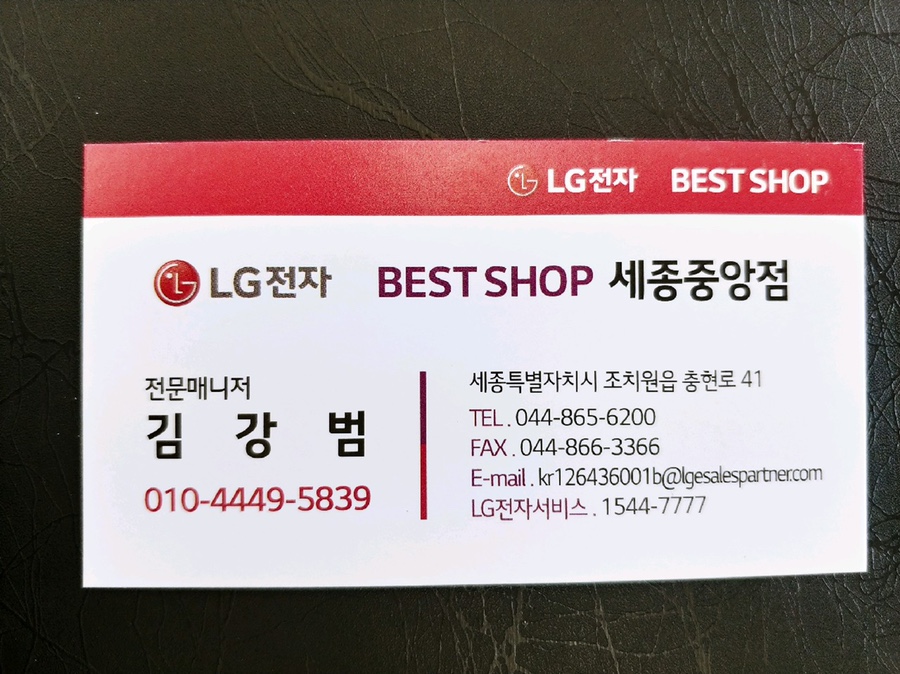 LG전자 BEST SHOP
LG전자 BEST SHOP 세종중앙점
전문매니저
김 강 범
010-4449-5839
세종특별자치시 조치원읍 충현로 41
TEL . 044-865-6200
FAX . 044-866-3366
E-mail . kr126436001b@lgesalespartner.com
LG전자서비스 . 1544-7777